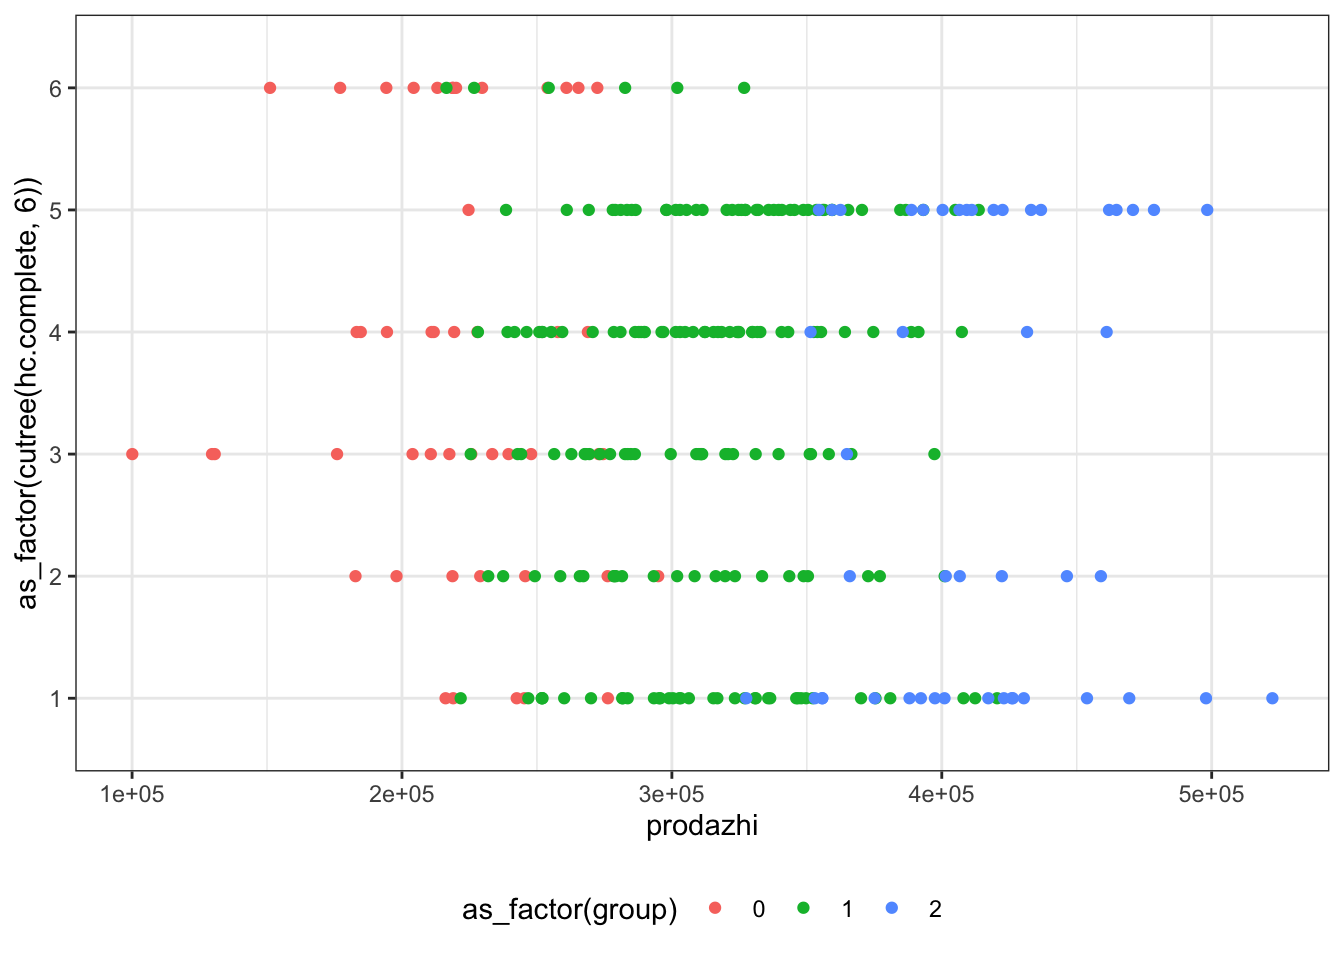 as_factor(cutree(hc.complete, 6))
6
5
4
3
2
1
1e+05 2e+05 3e+05 4e+05 5e+05
prodazhi
as_factor(group) 0 1 2